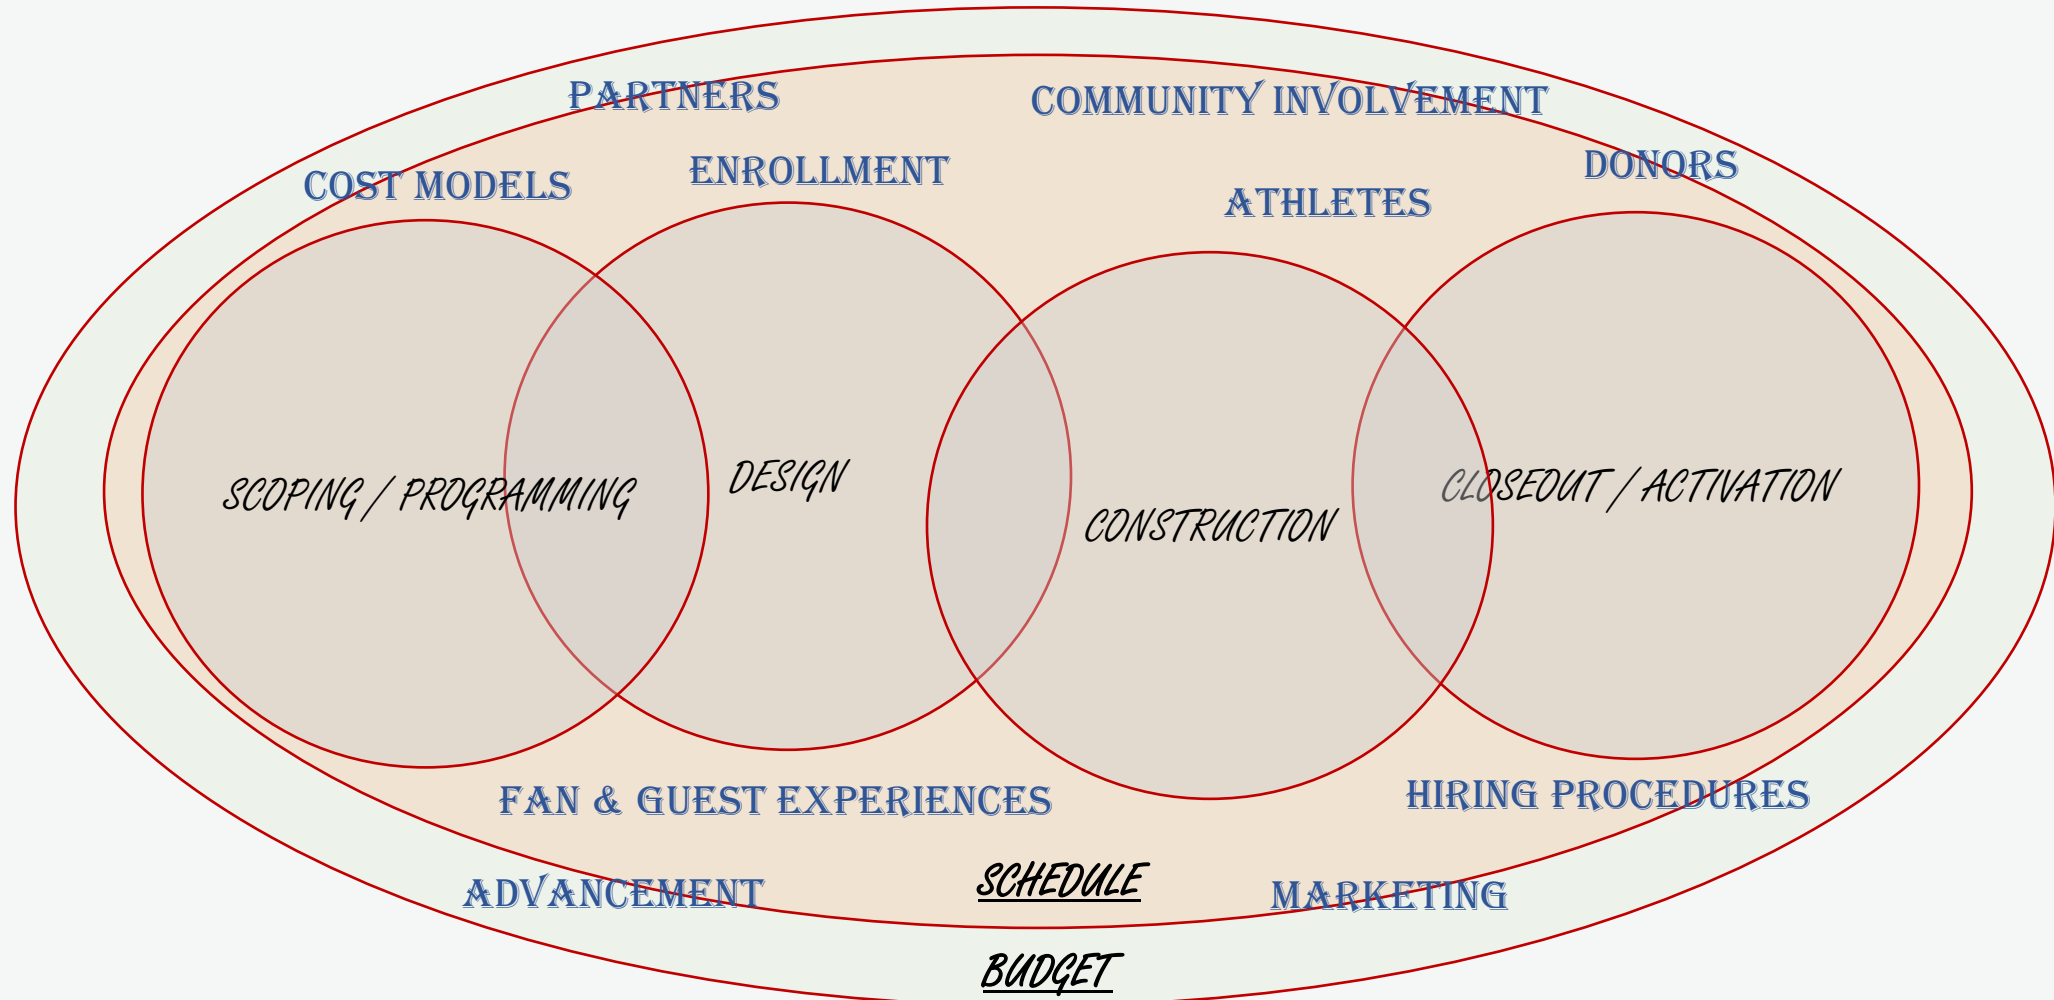 PARTNERS
COMMUNITY INVOLVEMENT
COST MODELS
ENROLLMENT
DONORS
ATHLETES
SCOPING / PROGRAMMING
DESIGN
CONSTRUCTION
CLOSEOUT / ACTIVATION
FAN & GUEST EXPERIENCES
HIRING PROCEDURES
ADVANCEMENT
SCHEDULE
MARKETING
BUDGET